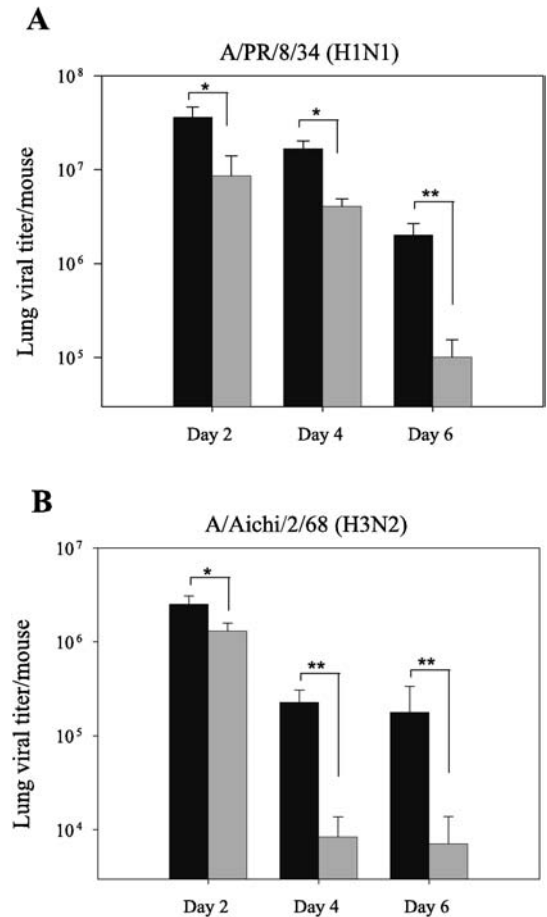 A
A/PR/8/34 (H1N1)
Lung viral titer/mouse
10^8
10^7
10^6
10^5
*
*
**
Day 2
Day 4
Day 6
B
A/Aichi/2/68 (H3N2)
Lung viral titer/mouse
10^7
10^6
10^5
10^4
*
**
**
Day 2
Day 4
Day 6